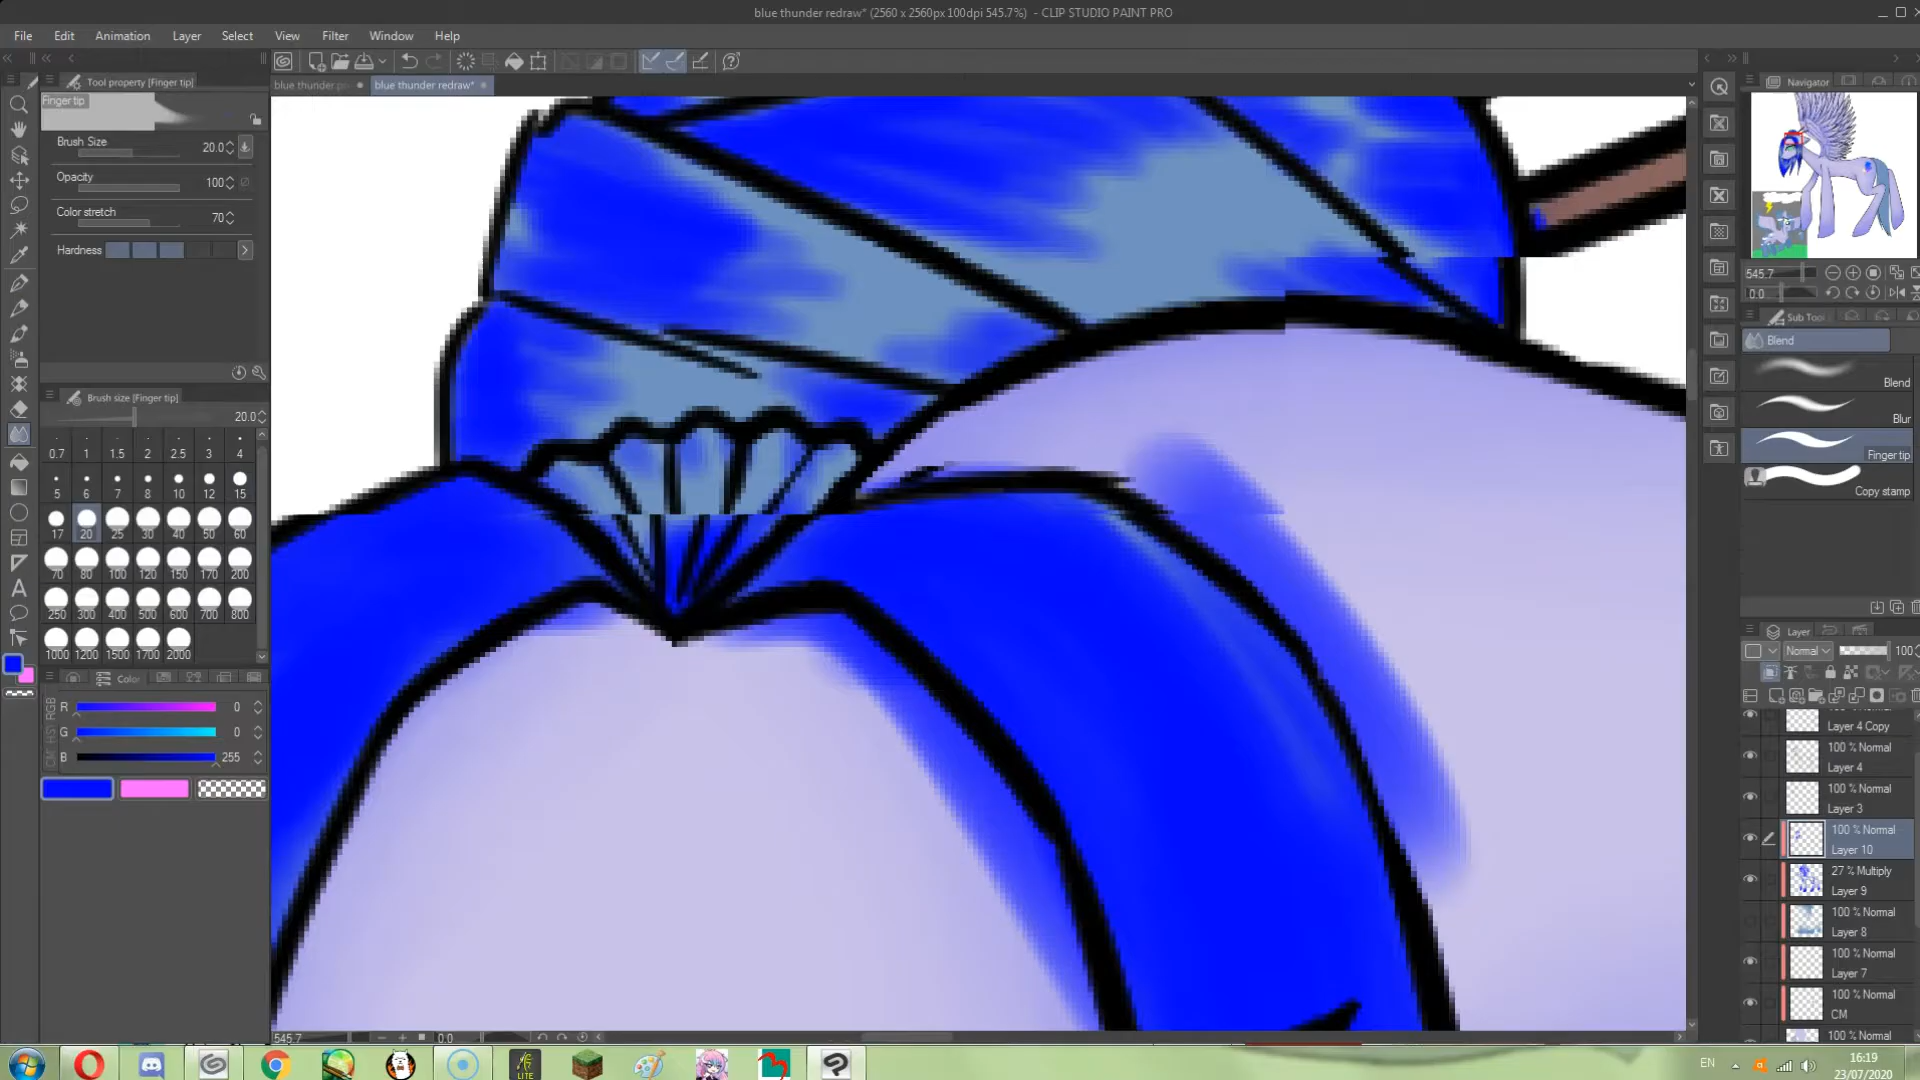 blue thunder redraw* (2560 x 2560px 100dpi 545.7%) - CLIP STUDIO PAINT PRO
File Edit Animation Layer Select View Filter Window Help
Tool property [Finger tip]
blue thunder redraw*
Navigator
Finger tip
Brush Size 20.0
Opacity 100
Color stretch 70
Hardness
545.7
0.0
Sub Tool
Blend
Blend
Blur
Finger tip
Copy stamp
Brush size [Finger tip]
20.0
0.7 1 1.5 2 2.5 3 4
5 6 7 8 10 12 15
17 20 25 30 40 50 60
70 80 100 120 150 170 200
250 300 400 500 600 700 800
1000 1200 1500 1700 2000
Layer
Normal 100
Color
R 0
G 0
B 255
Layer 4 Copy
100 % Normal
Layer 4
100 % Normal
Layer 3
100 % Normal
Layer 10
27 % Multiply
Layer 9
100 % Normal
Layer 8
100 % Normal
Layer 7
100 % Normal
CM
100 % Normal
545.7 0.0
LITE
EN
16:19
23/07/2020